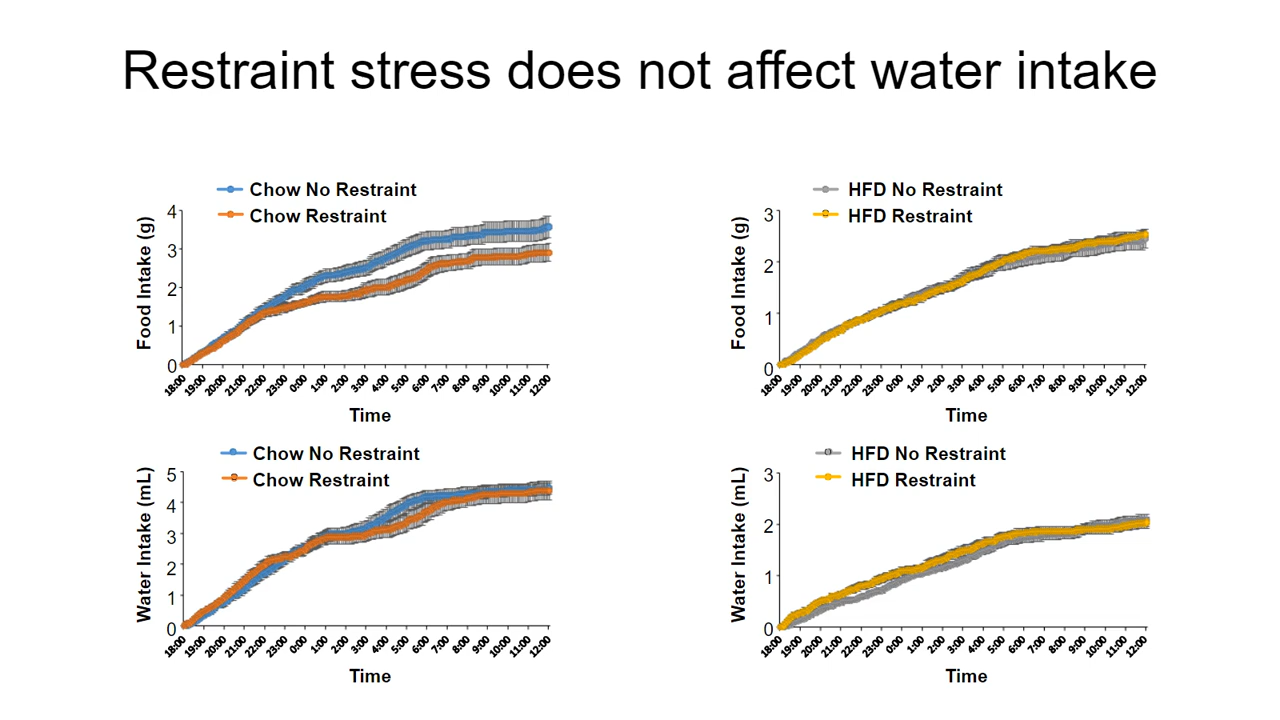 Restraint stress does not affect water intake
Chow No Restraint
Chow Restraint
4
3
2
1
0
Food Intake (g)
18:00 19:00 20:00 21:00 22:00 23:00 0:00 1:00 2:00 3:00 4:00 5:00 6:00 7:00 8:00 9:00 10:00 11:00 12:00
Time
HFD No Restraint
HFD Restraint
3
2
1
0
Food Intake (g)
18:00 19:00 20:00 21:00 22:00 23:00 0:00 1:00 2:00 3:00 4:00 5:00 6:00 7:00 8:00 9:00 10:00 11:00 12:00
Time
Chow No Restraint
Chow Restraint
5
4
3
2
1
0
Water Intake (mL)
18:00 19:00 20:00 21:00 22:00 23:00 0:00 1:00 2:00 3:00 4:00 5:00 6:00 7:00 8:00 9:00 10:00 11:00 12:00
Time
HFD No Restraint
HFD Restraint
3
2
1
0
Water Intake (mL)
18:00 19:00 20:00 21:00 22:00 23:00 0:00 1:00 2:00 3:00 4:00 5:00 6:00 7:00 8:00 9:00 10:00 11:00 12:00
Time